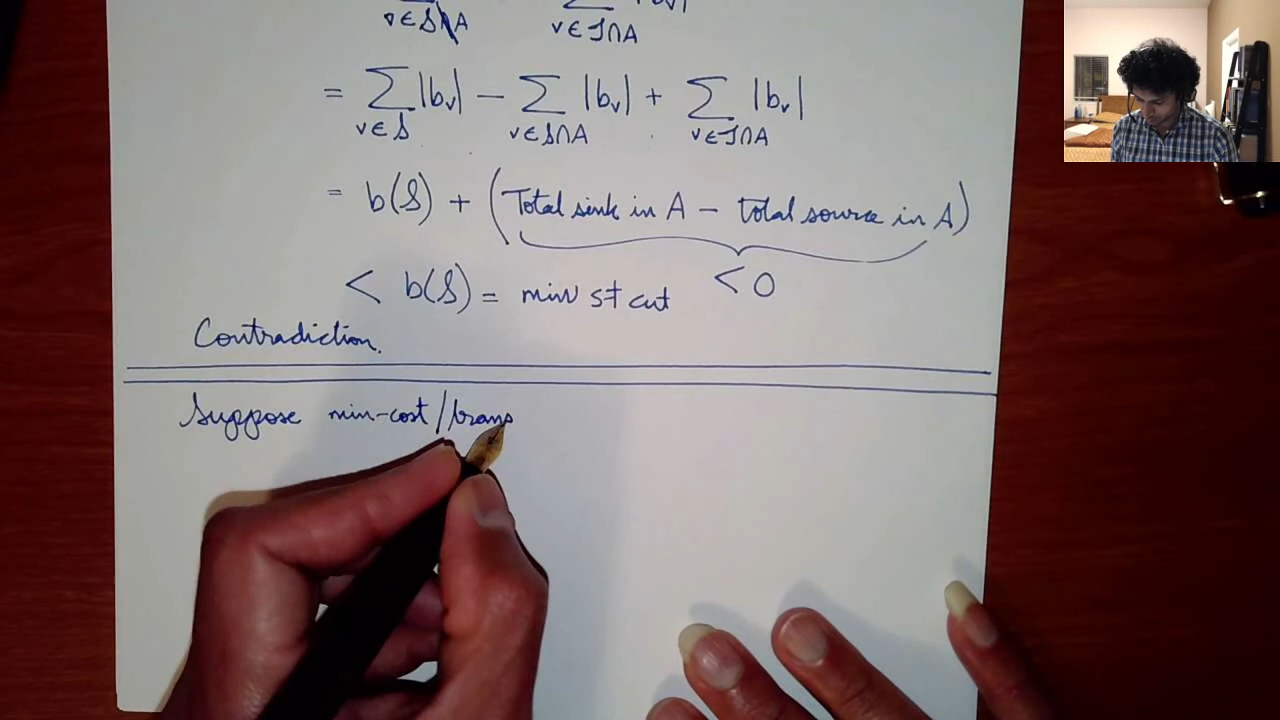 v∈S\A v∈T∩A
= ∑_{v∈S} |b_v| − ∑_{v∈S∩A} |b_v| + ∑_{v∈T∩A} |b_v|
= b(S) + (Total sink in A − total source in A)
< b(S) = min st cut < 0
Contradiction.
Suppose min-cost/trans